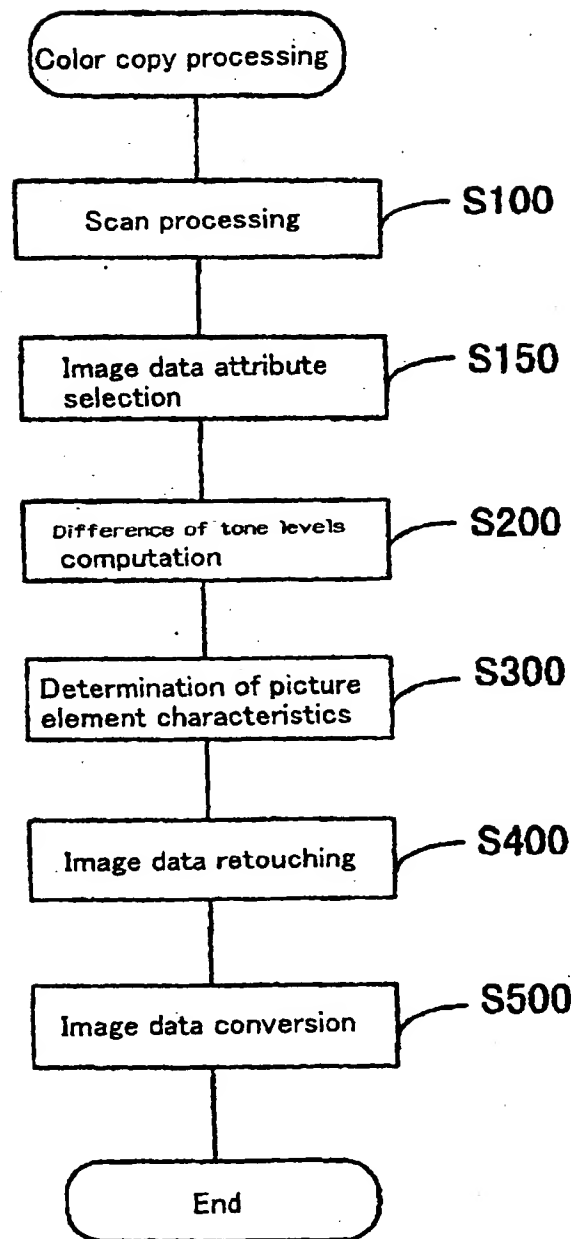 Color copy processing
Scan processing
S100
Image data attribute
selection
S150
Difference of tone levels
computation
S200
Determination of picture
element characteristics
S300
Image data retouching
S400
Image data conversion
S500
End